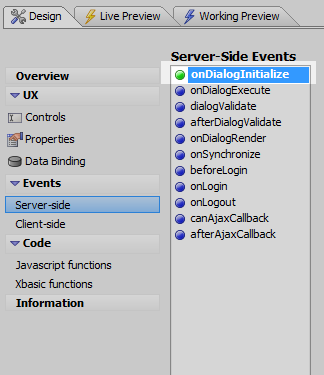 Design
Live Preview
Working Preview
Overview
UX
Controls
Properties
Data Binding
Events
Server-side
Client-side
Code
Javascript functions
Xbasic functions
Information
Server-Side Events
onDialogInitialize
onDialogExecute
dialogValidate
afterDialogValidate
onDialogRender
onSynchronize
beforeLogin
onLogin
onLogout
canAjaxCallback
afterAjaxCallback